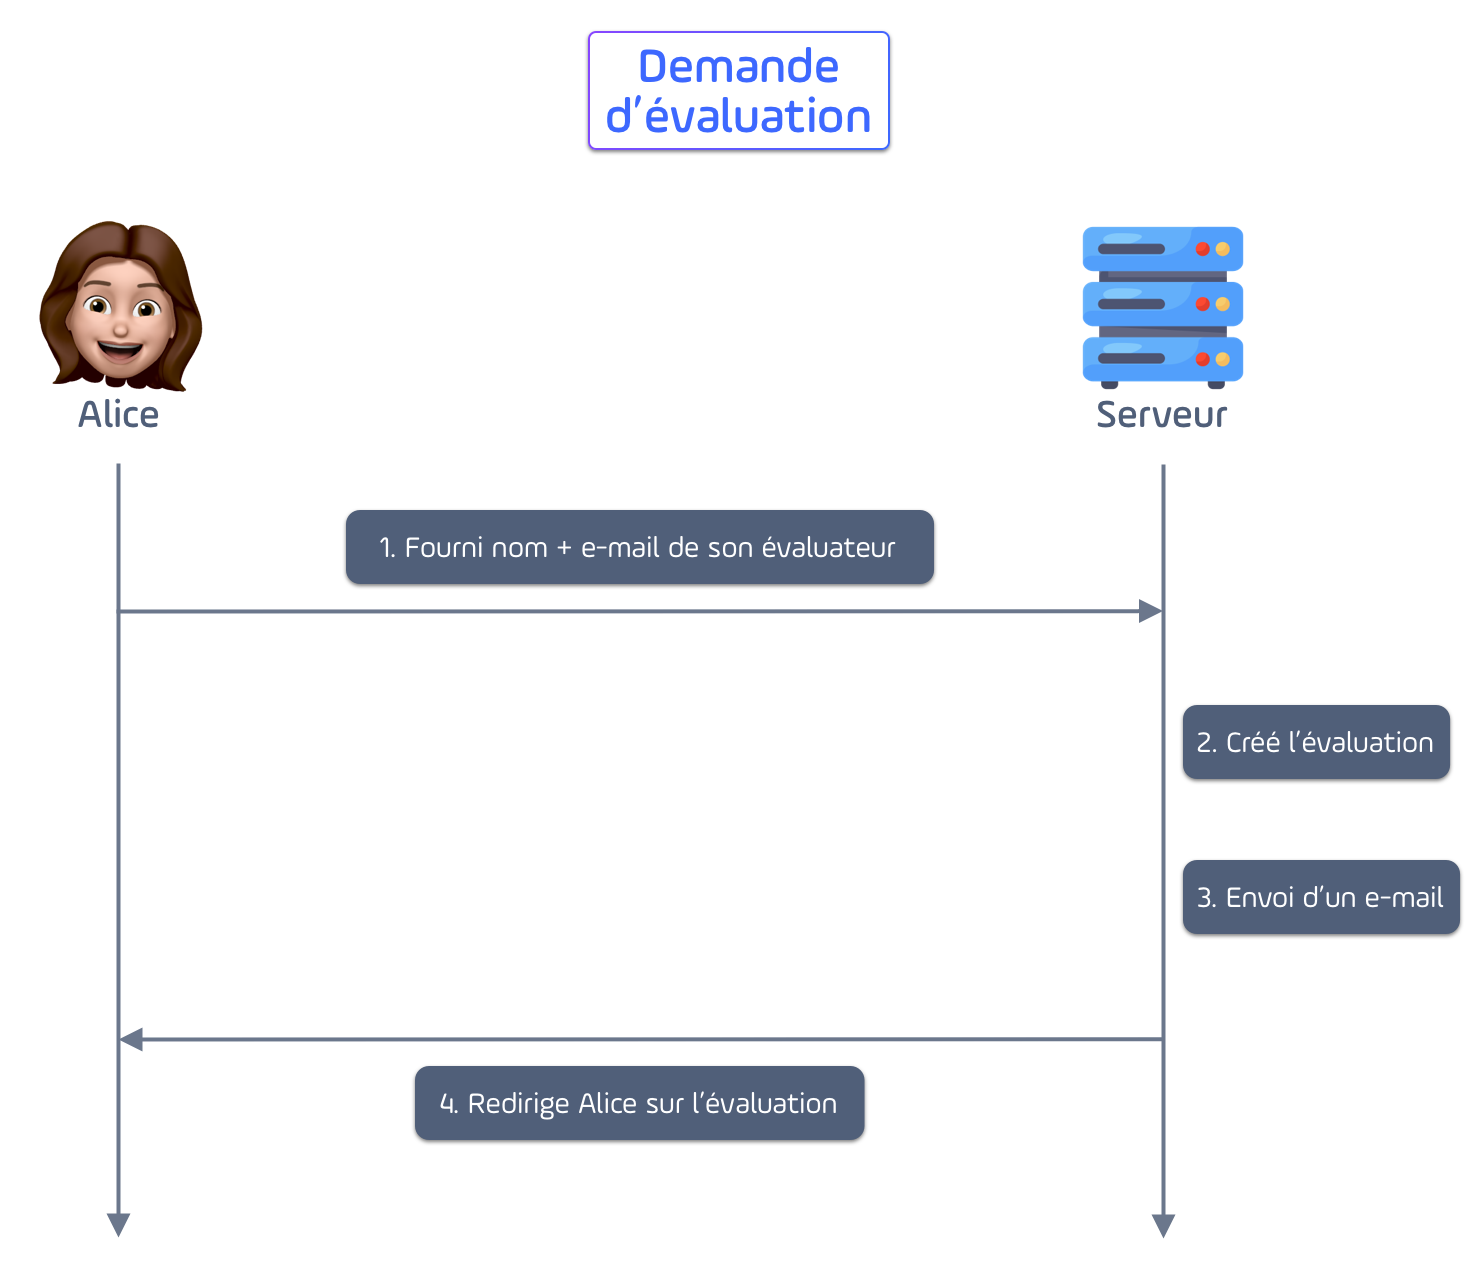 Demande
d’évaluation
Alice
Serveur
1. Fourni nom + e-mail de son évaluateur
2. Créé l’évaluation
3. Envoi d’un e-mail
4. Redirige Alice sur l’évaluation